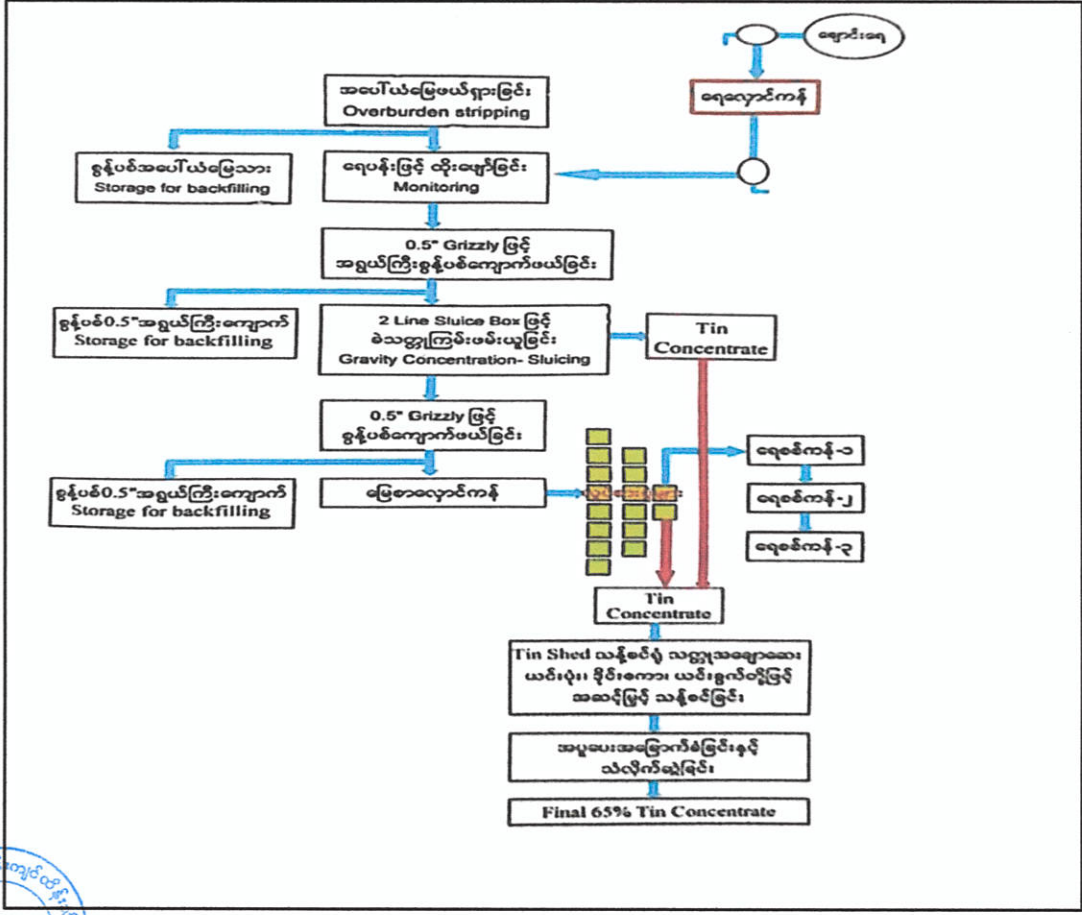 ချောင်းရေ
ရေလှောင်ကန်
အပေါ်ယံမြေဖယ်ရှားခြင်း
Overburden stripping
စွန့်ပစ်အပေါ်ယံမြေသား
Storage for backfilling
ရေပန်းဖြင့် ထိုးဖျော်ခြင်း
Monitoring
0.5" Grizzly ဖြင့်
အရွယ်ကြီးစွန့်ပစ်ကျောက်ဖယ်ခြင်း
စွန့်ပစ်0.5"အရွယ်ကြီးကျောက်
Storage for backfilling
2 Line Sluice Box ဖြင့်
ခဲသတ္တုကြမ်းဖမ်းယူခြင်း
Gravity Concentration- Sluicing
Tin
Concentrate
0.5" Grizzly ဖြင့်
စွန့်ပစ်ကျောက်ဖယ်ခြင်း
စွန့်ပစ်0.5"အရွယ်ကြီးကျောက်
Storage for backfilling
မြေစာလှောင်ကန်
ရေစစ်ကန်-၁
ရေစစ်ကန်-၂
ရေစစ်ကန်-၃
Tin
Concentrate
Tin Shed သန့်စင်ရုံ သတ္တုအချောဆေး
ယင်းပုံး၊ ဒိုင်းစကာ၊ ယင်းခွက်တို့ဖြင့်
အဆင့်မြှင့် သန့်စင်ခြင်း
အပူပေးအခြောက်ခံခြင်းနှင့်
သံလိုက်ဆွဲခြင်း
Final 65% Tin Concentrate